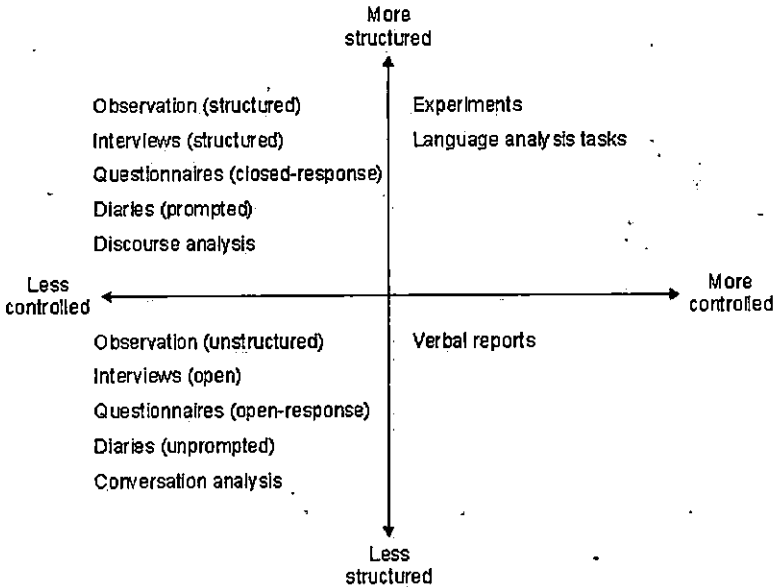 More
structured
Observation (structured)
Interviews (structured)
Questionnaires (closed-response)
Diaries (prompted)
Discourse analysis
Experiments
Language analysis tasks
Less
controlled
More
controlled
Observation (unstructured)
Interviews (open)
Questionnaires (open-response)
Diaries (unprompted)
Conversation analysis
Verbal reports
Less
structured